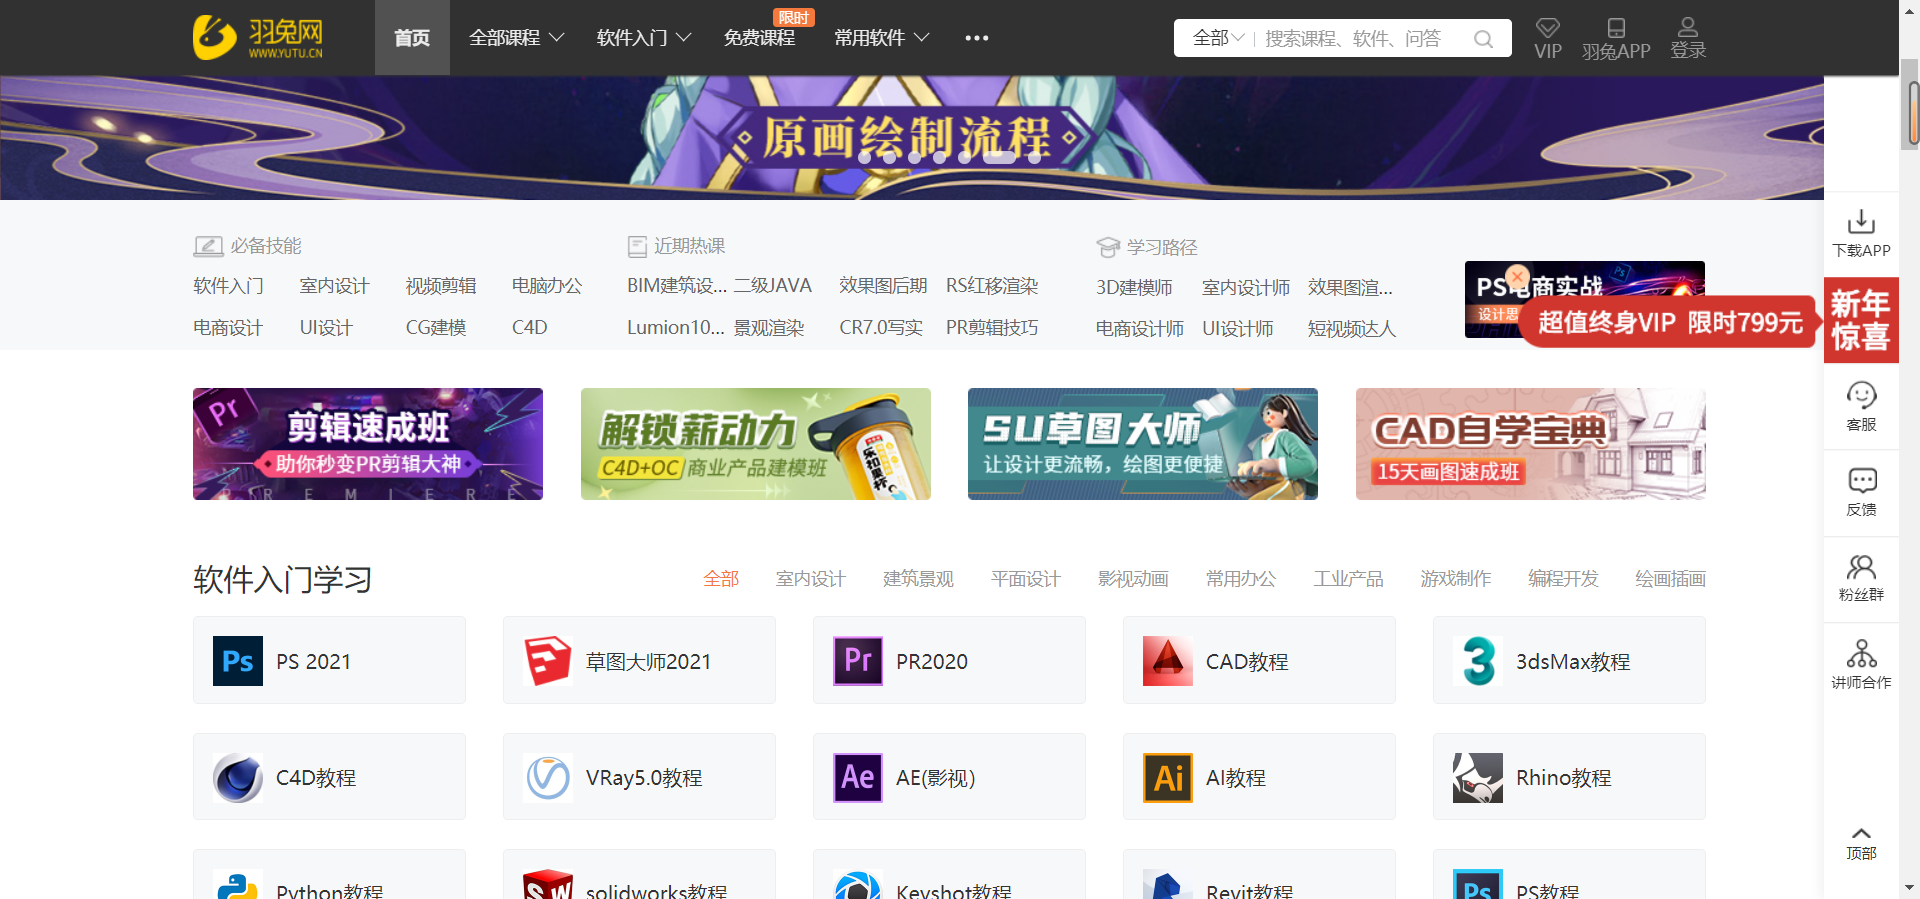 羽兔网
WWW.YUTU.CN
首页
全部课程
软件入门
限时
免费课程
常用软件
全部
搜索课程、软件、问答
VIP
羽兔APP
登录
原画绘制流程
必备技能
软件入门 室内设计 视频剪辑 电脑办公
电商设计 UI设计 CG建模 C4D
近期热课
BIM建筑设... 二级JAVA 效果图后期 RS红移渲染
Lumion10... 景观渲染 CR7.0写实 PR剪辑技巧
学习路径
3D建模师 室内设计师 效果图渲...
电商设计师 UI设计师 短视频达人
PS电商实战
Ps
设计思
超值终身VIP 限时799元
下载APP
新年
惊喜
客服
反馈
粉丝群
讲师合作
顶部
Pr
剪辑速成班
助你秒变PR剪辑大神
PREMIERE
解锁薪动力
C4D+OC 商业产品建模班
乐扣果杯
SU草图大师
让设计更流畅，绘图更便捷
CAD自学宝典
15天画图速成班
软件入门学习
全部 室内设计 建筑景观 平面设计 影视动画 常用办公 工业产品 游戏制作 编程开发 绘画插画
Ps PS 2021
草图大师2021
Pr PR2020
CAD教程
3 3dsMax教程
C4D教程
VRay5.0教程
Ae AE(影视)
Ai AI教程
Rhino教程
Python教程
SW solidworks教程
Keyshot教程
Revit教程
Ps PS教程